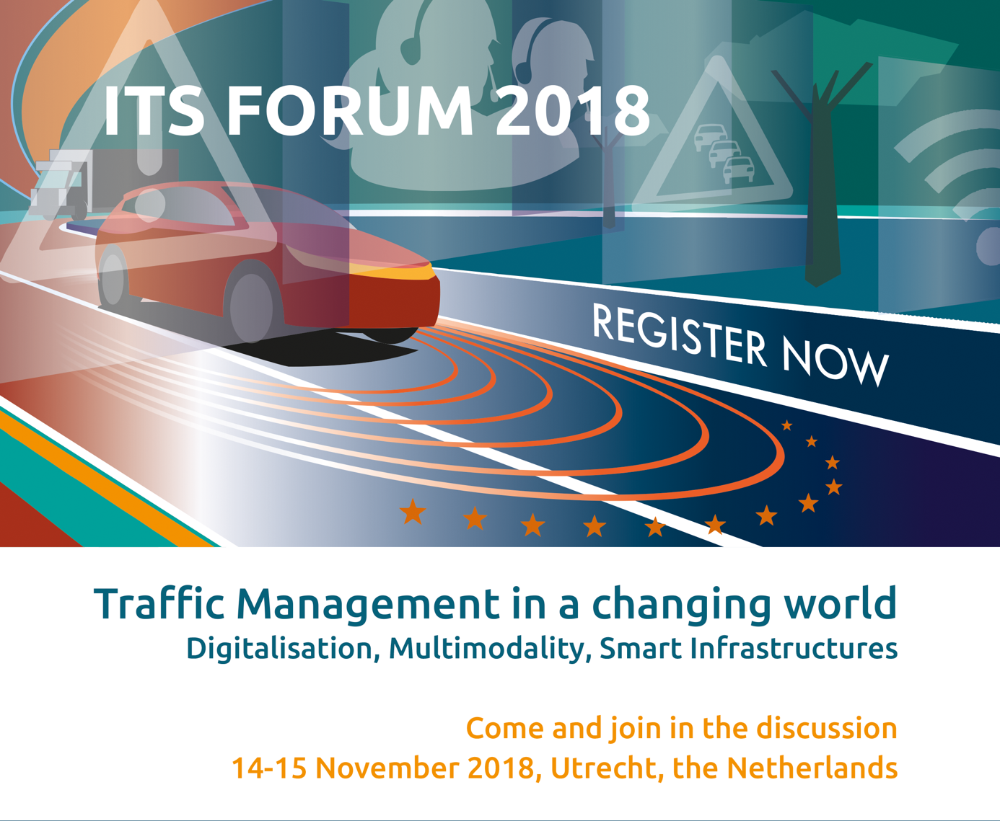 ITS FORUM 2018
REGISTER NOW
Traffic Management in a changing world
Digitalisation, Multimodality, Smart Infrastructures
Come and join in the discussion
14-15 November 2018, Utrecht, the Netherlands